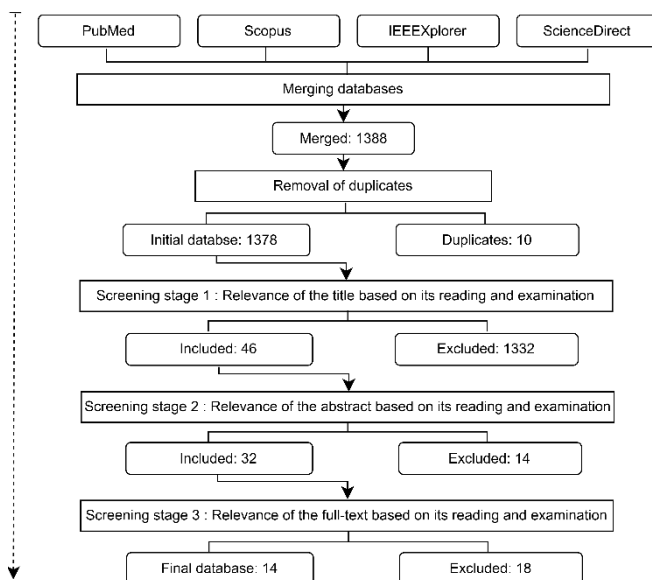 PubMed
Scopus
IEEEXplorer
ScienceDirect
Merging databases
Merged: 1388
Removal of duplicates
Initial databse: 1378
Duplicates: 10
Screening stage 1 : Relevance of the title based on its reading and examination
Included: 46
Excluded: 1332
Screening stage 2 : Relevance of the abstract based on its reading and examination
Included: 32
Excluded: 14
Screening stage 3 : Relevance of the full-text based on its reading and examination
Final database: 14
Excluded: 18